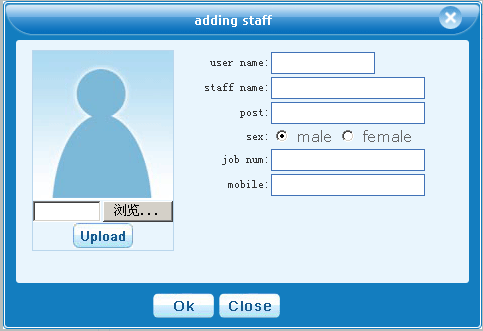 adding staff
user name:
staff name:
post:
sex: male female
job num:
mobile:
浏览...
Upload
Ok Close